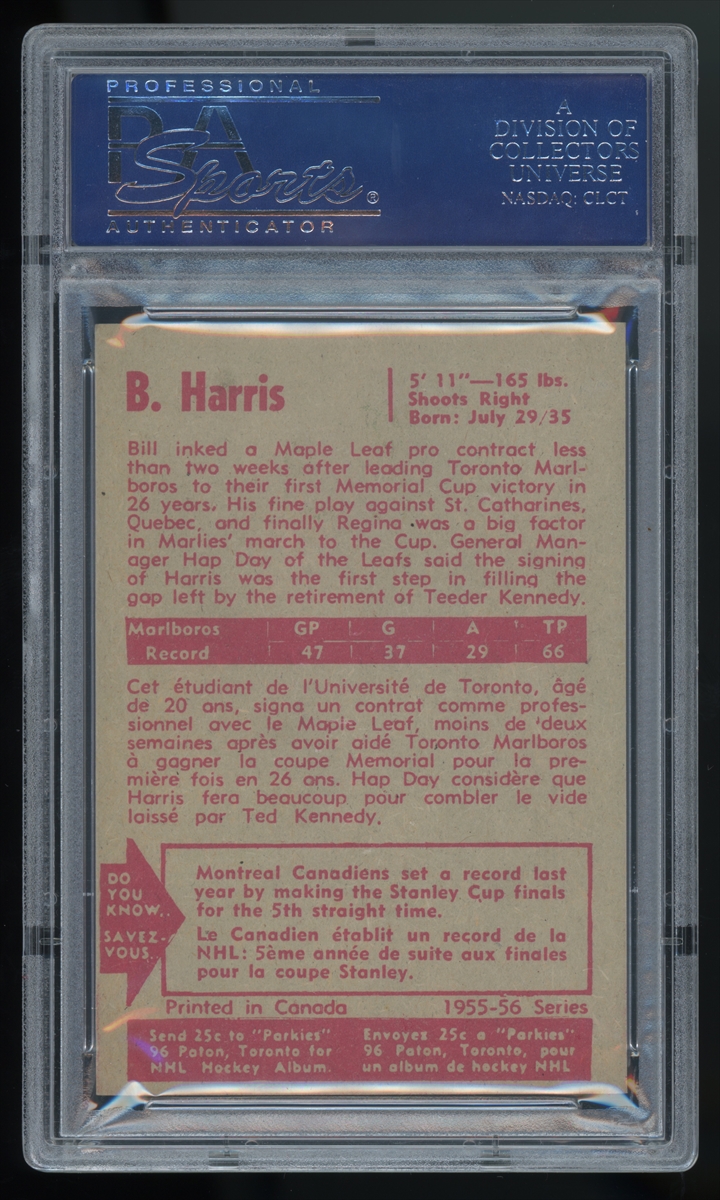 PROFESSIONAL
PSA
Sports®
AUTHENTICATOR
A
DIVISION OF
COLLECTORS
UNIVERSE
NASDAQ: CLCT
B. Harris
5' 11"—165 lbs.
Shoots Right
Born: July 29/35
Bill inked a Maple Leaf pro contract less
than two weeks after leading Toronto Marl-
boros to their first Memorial Cup victory in
26 years. His fine play against St. Catharines,
Quebec, and finally Regina was a big factor
in Marlies' march to the Cup. General Man-
ager Hap Day of the Leafs said the signing
of Harris was the first step in filling the
gap left by the retirement of Teeder Kennedy.
Marlboros GP G A TP
Record 47 37 29 66
Cet étudiant de l'Université de Toronto, âgé
de 20 ans, signa un contrat comme profes-
sionnel avec le Maple Leaf, moins de deux
semaines après avoir aidé Toronto Marlboros
à gagner la coupe Memorial pour la pre-
mière fois en 26 ans. Hap Day considère que
Harris fera beaucoup pour combler le vide
laissé par Ted Kennedy.
DO
YOU
KNOW..
SAVEZ-
VOUS..
Montreal Canadiens set a record last
year by making the Stanley Cup finals
for the 5th straight time.
Le Canadien établit un record de la
NHL: 5ème année de suite aux finales
pour la coupe Stanley.
Printed in Canada 1955-56 Series
Send 25c to "Parkies"
96 Paton, Toronto for
NHL Hockey Album.
Envoyez 25c a "Parkies"
96 Paton, Toronto, pour
un album de hockey NHL